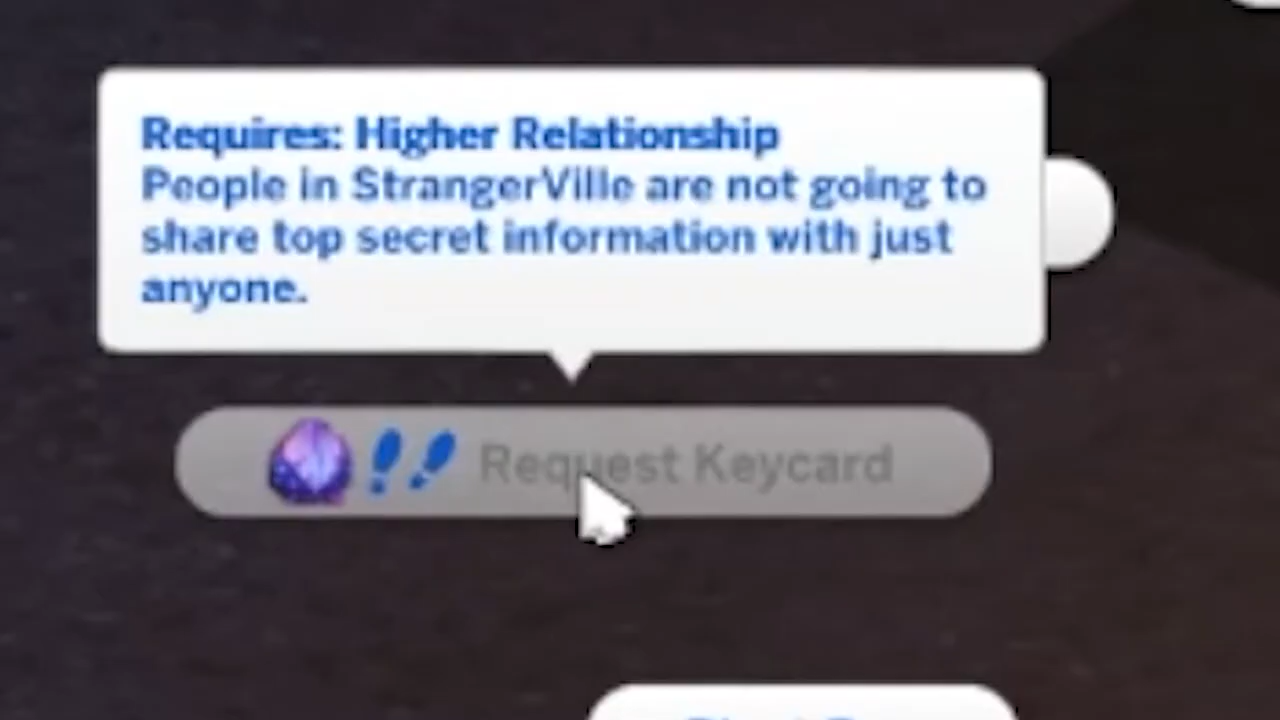 Requires: Higher Relationship
People in StrangerVille are not going to
share top secret information with just
anyone.
Request Keycard